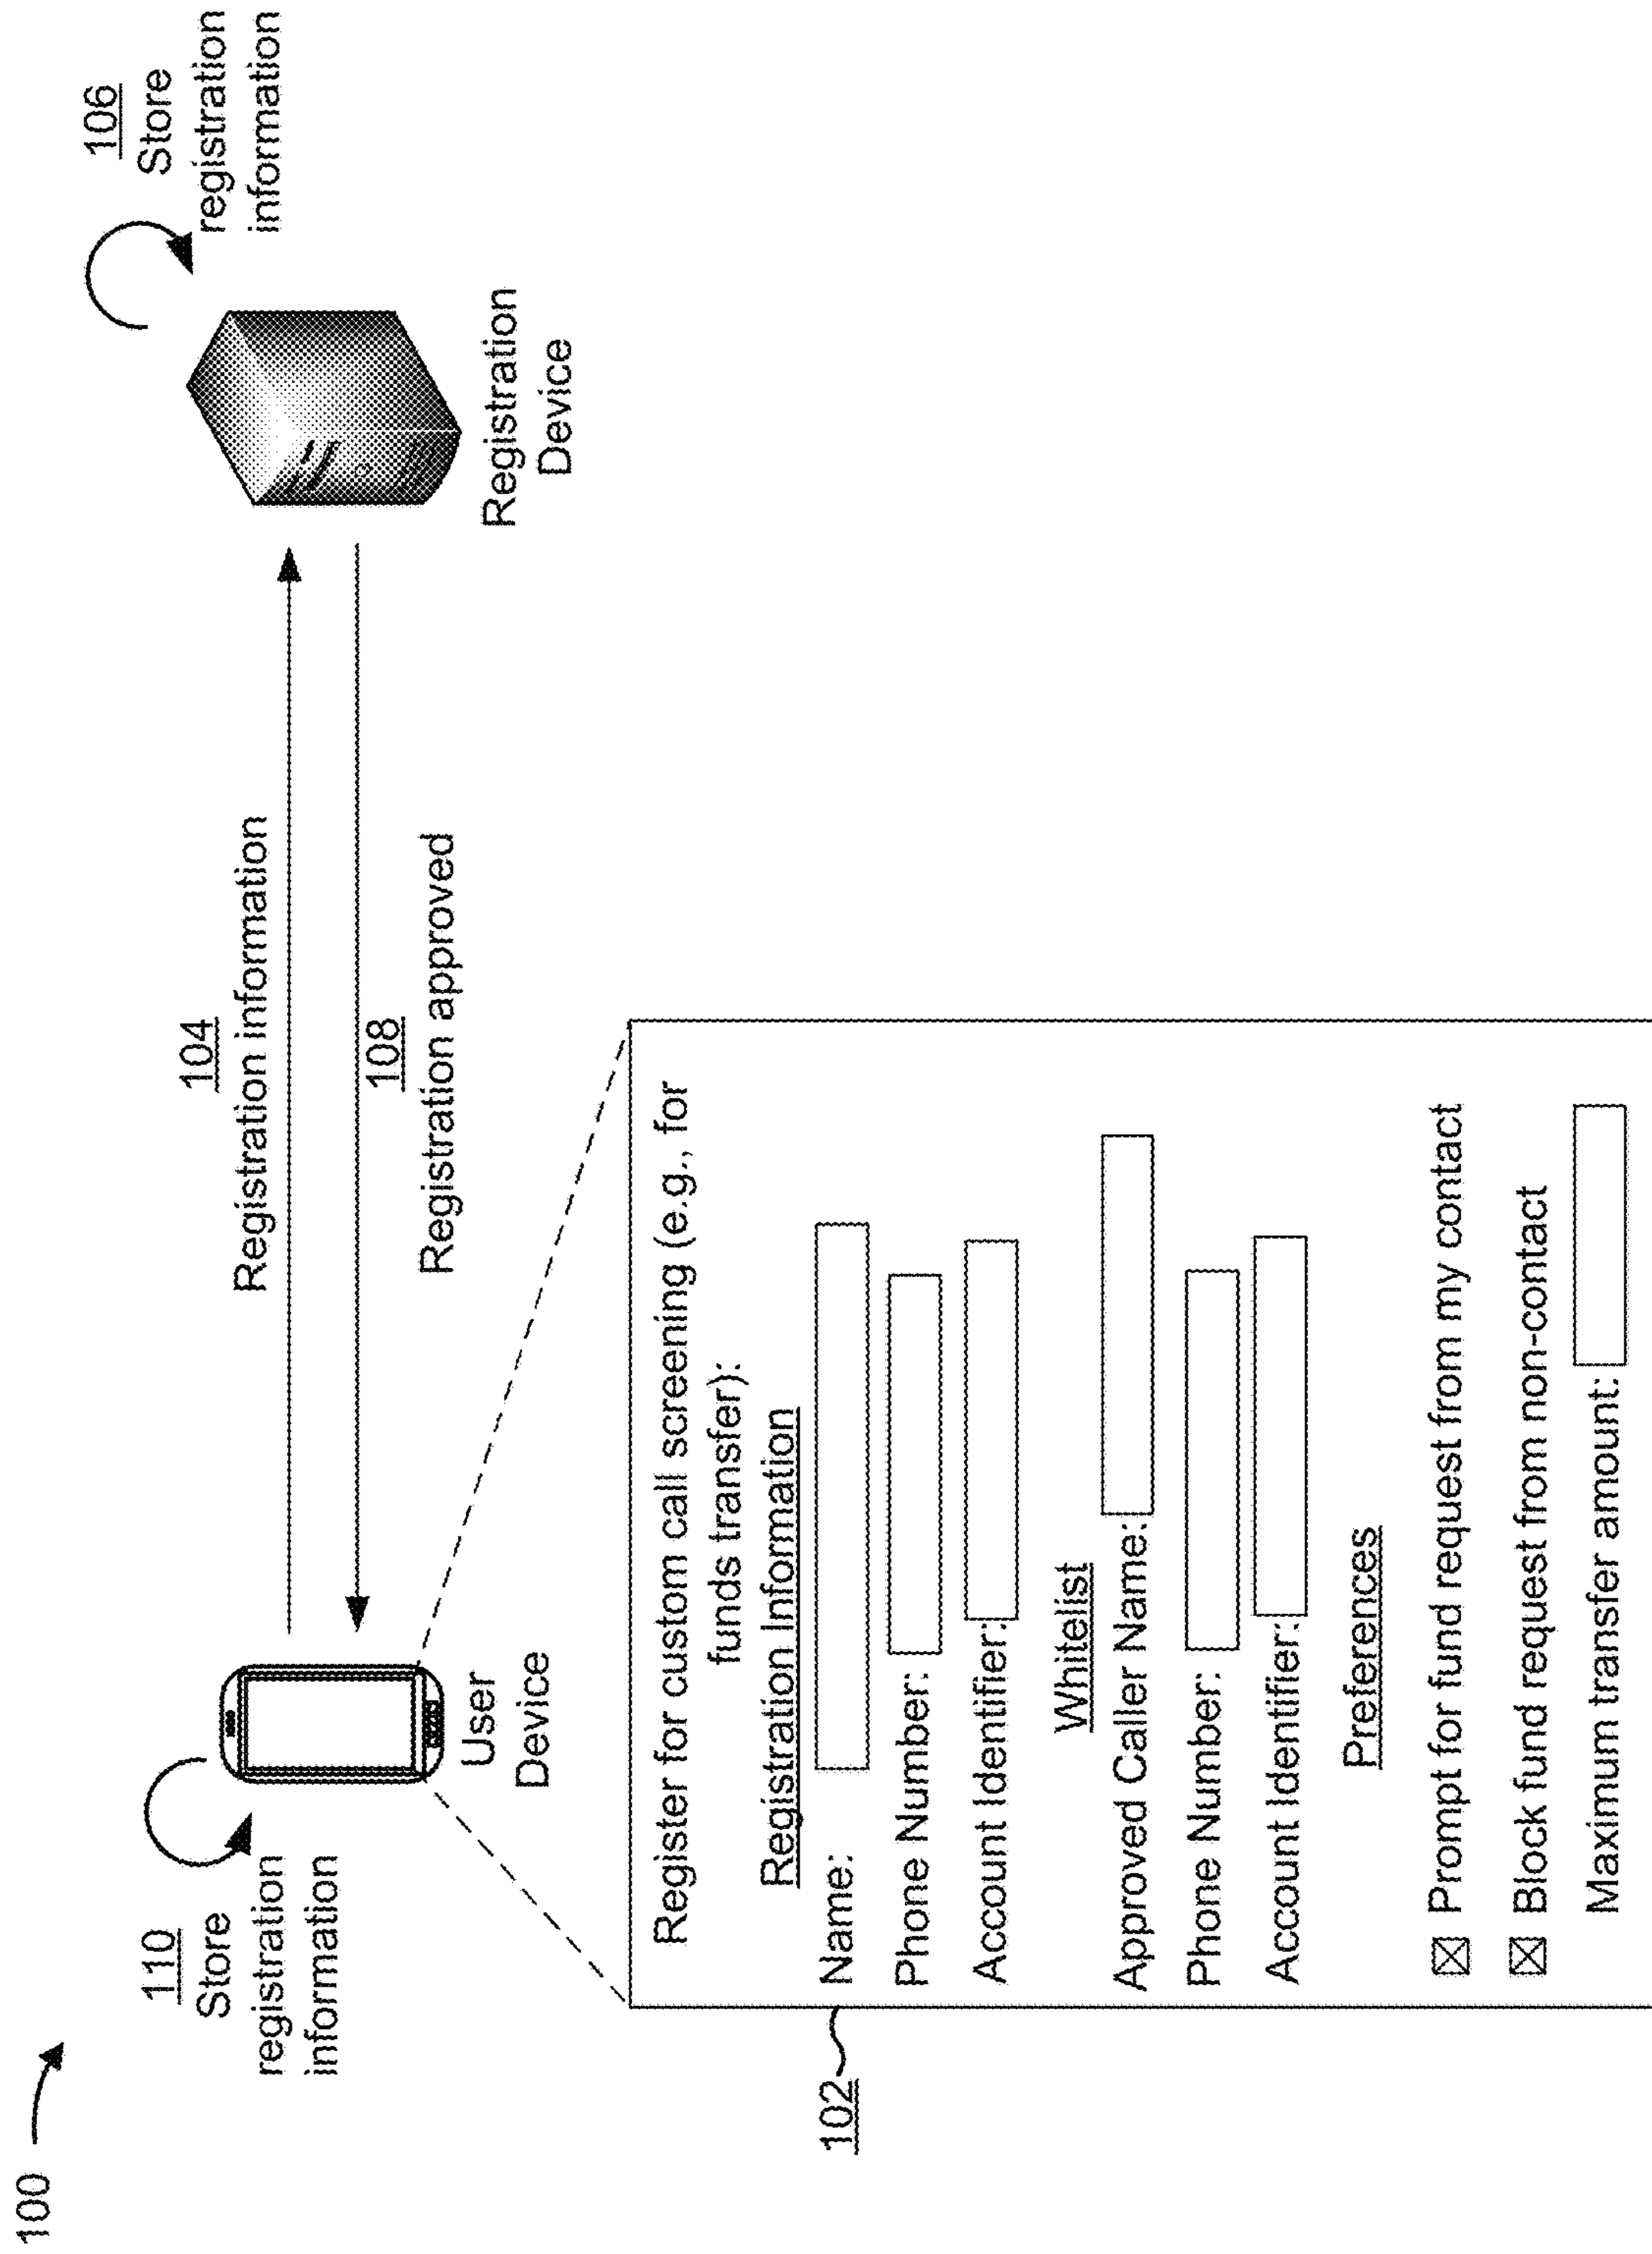 100
110
Store
registration
information
User
Device
104
Registration information
108
Registration approved
106
Store
registration
information
Registration
Device
102
Register for custom call screening (e.g., for
funds transfer):
Registration Information
Name:
Phone Number:
Account Identifier:
Whitelist
Approved Caller Name:
Phone Number:
Account Identifier:
Preferences
Prompt for fund request from my contact
Block fund request from non-contact
Maximum transfer amount: